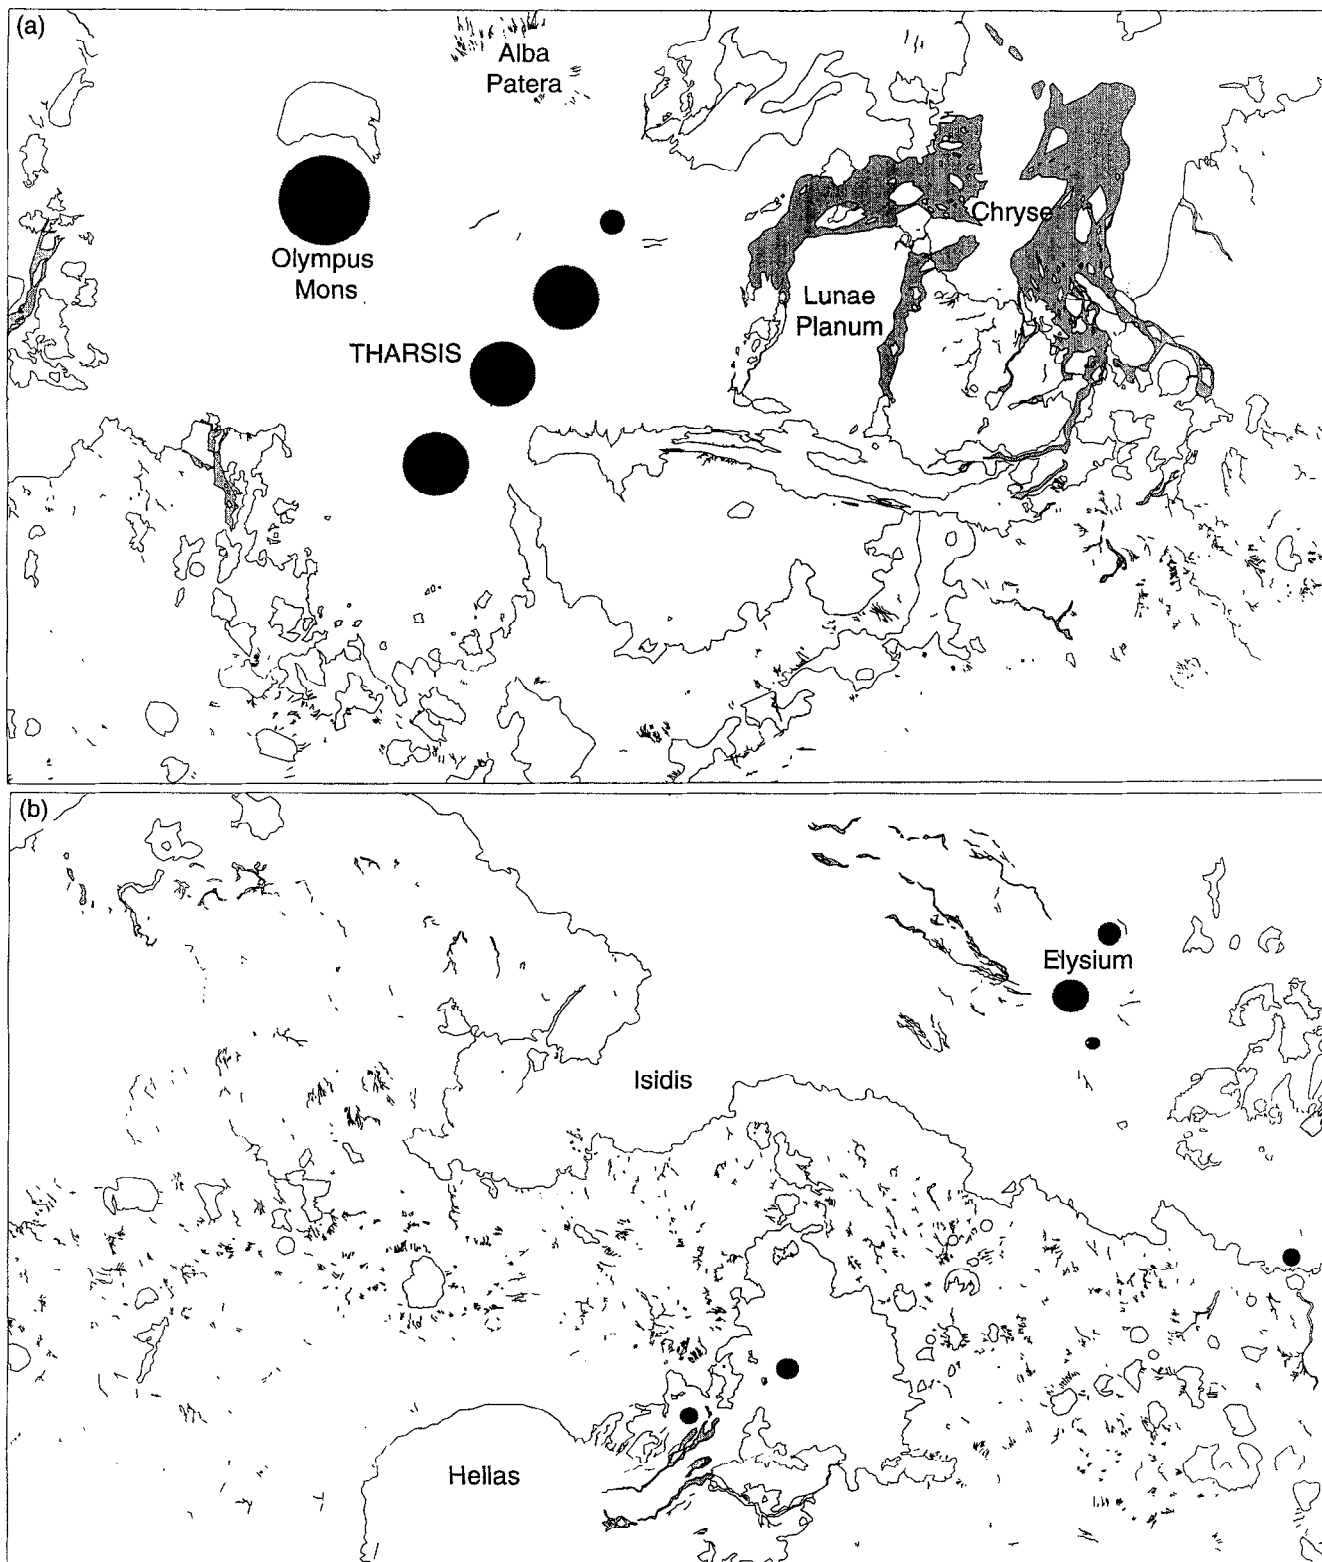 (a)
Alba
Patera
Chryse
Olympus
Mons
Lunae
Planum
THARSIS
(b)
Elysium
Isidis
Hellas